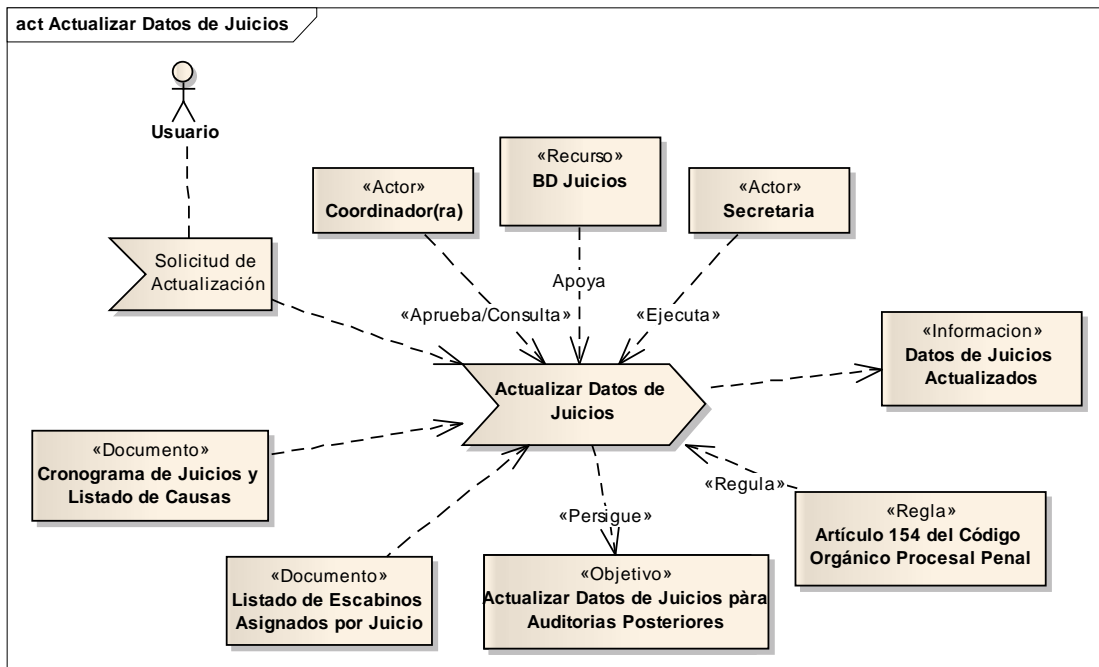 act Actualizar Datos de Juicios
Usuario
«Recurso»
BD Juicios
«Actor»
Coordinador(ra)
«Actor»
Secretaria
Solicitud de
Actualización
Apoya
«Aprueba/Consulta»
«Ejecuta»
«Informacion»
Datos de Juicios
Actualizados
Actualizar Datos de
Juicios
«Documento»
Cronograma de Juicios y
Listado de Causas
«Regula»
«Regla»
Artículo 154 del Código
Orgánico Procesal Penal
«Persigue»
«Documento»
Listado de Escabinos
Asignados por Juicio
«Objetivo»
Actualizar Datos de Juicios pàra
Auditorias Posteriores